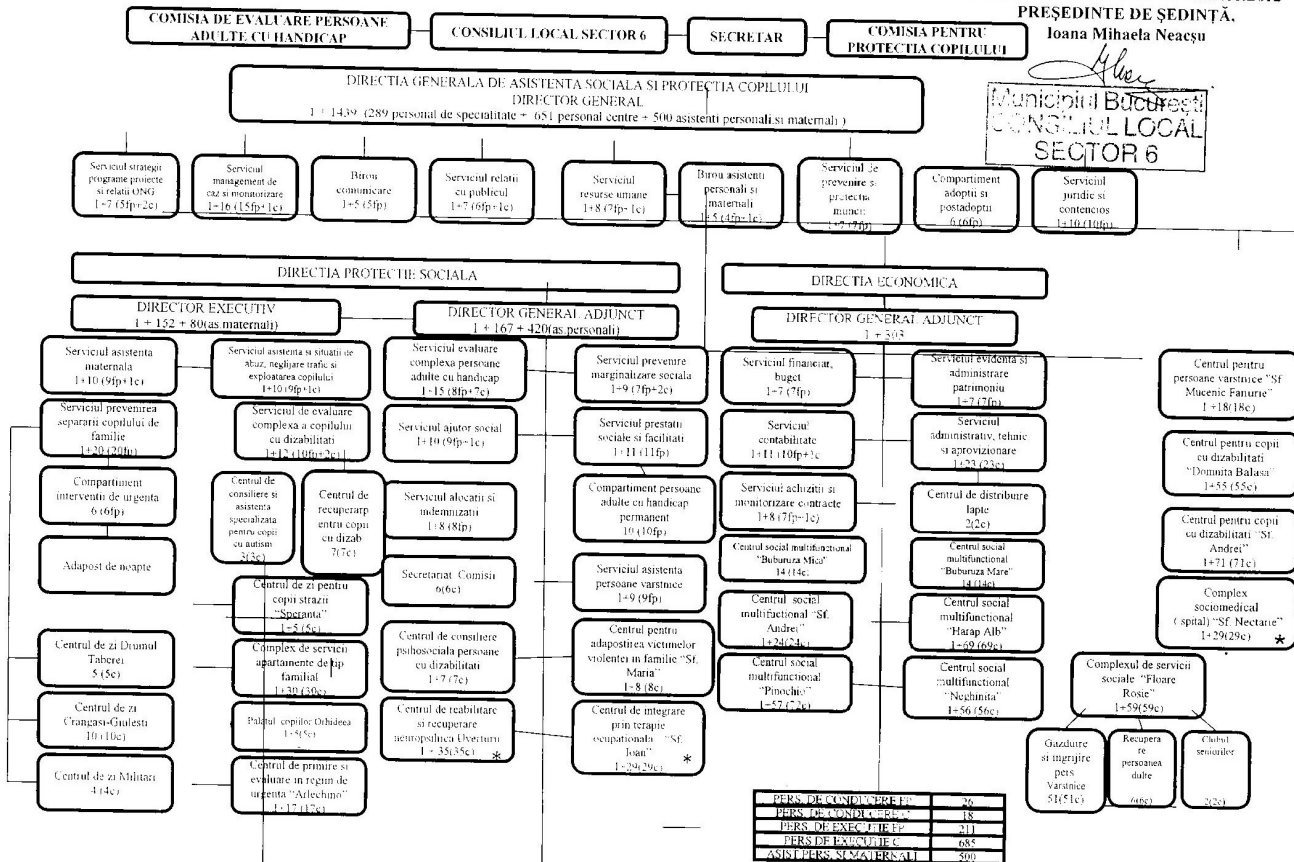 COMISIA DE EVALUARE PERSOANE
ADULTE CU HANDICAP
CONSILIUL LOCAL SECTOR 6
SECRETAR
COMISIA PENTRU
PROTECTIA COPILULUI
PREŞEDINTE DE ŞEDINŢĂ,
Ioana Mihaela Neacşu
Municipiul Bucureşti
CONSILIUL LOCAL
SECTOR 6
DIRECTIA GENERALA DE ASISTENTA SOCIALA SI PROTECTIA COPILULUI
DIRECTOR GENERAL
1 + 1439 (289 personal de specialitate + 651 personal centre + 500 asistenti personali si maternali )
Serviciul strategii
programe proiecte
si relatii ONG
1+7 (5fp+2c)
Serviciul
management de
caz si monitorizare
1+16 (15fp+1c)
Birou
comunicare
1+5 (5fp)
Serviciul relatii
cu publicul
1+7 (6fp+1c)
Serviciul
resurse umane
1+8 (7fp+1c)
Birou asistenti
personali si
maternali
1+5 (4fp+1c)
Serviciul de
prevenire si
protectia
muncii
1+7 (7fp)
Compartiment
adoptii si
postadoptii
6 (6fp)
Serviciul
juridic si
contencios
1+10 (10fp)
DIRECTIA PROTECTIE SOCIALA
DIRECTIA ECONOMICA
DIRECTOR EXECUTIV
1 + 152 + 80(as.maternali)
DIRECTOR GENERAL ADJUNCT
1 + 167 + 420(as.personali)
DIRECTOR GENERAL ADJUNCT
1 + 303
Serviciul asistenta
maternala
1+10 (9fp+1c)
Serviciul asistenta si situatii de
abuz, neglijare trafic si
exploatarea copilului
1+10 (9fp+1c)
Serviciul evaluare
complexa persoane
adulte cu handicap
1+15 (8fp+7c)
Serviciul prevenire
marginalizare sociala
1+9 (7fp+2c)
Serviciul financiar,
buget
1+7 (7fp)
Serviciul evidenta si
administrare
patrimoniu
1+7 (7fp)
Centrul pentru
persoane varstnice "Sf
Mucenic Fanurie"
1 +18(18c)
Serviciul prevenirea
separarii copilului de
familie
1+20 (20fp)
Serviciul de evaluare
complexa a copilului
cu dizabilitati
1+12 (10fp+2c)
Serviciul ajutor social
1+10 (9fp+1c)
Serviciul prestatii
sociale si facilitati
1+11 (11fp)
Serviciul
contabilitate
1+11 (10fp+
Serviciul
administrativ, tehnic
si aprovizionare
1+23 (23c)
Centrul pentru copii
cu dizabilitati
"Domnita Balasa"
1+55 (55c)
Compartiment
interventii de urgenta
6 (6fp)
Centrul de
consiliere si
asistenta
specializata
pentru copii
cu autism
3(3c)
Centrul de
recuperarp
entru copii
cu dizab
7(7c)
Serviciul alocatii si
indemnizatii
1+8 (8fp)
Compartiment persoane
adulte cu handicap
permanent
10 (10fp)
Serviciul achizitii si
monitorizare contracte
1+8 (7fp+1c)
Centrul de distribuire
lapte
2(2c)
Centrul pentru copii
cu dizabilitati "Sf.
Andrei"
1+71 (71c)
Adapost de noapte
Secretariat Comisii
6(6c)
Serviciul asistenta
persoane varstnice
1+9 (9fp)
Centrul social multifunctional
"Buburuza Mica"
14 (14c)
Centrul social
multifunctional
"Buburuza Mare"
14 (14c)
Complex
sociomedical
( spital) "Sf. Nectarie"
1+29(29c) *
Centrul de zi pentru
copii strazii
"Speranta"
1+5 (5c)
Centrul de zi Drumul
Taberei
5 (5c)
Complex de servicii
apartamente de tip
familial
1+30 (30c)
Centrul de consiliere
psihosociala persoane
cu dizabilitati
1+7 (7c)
Centrul pentru
adapostirea victimelor
violentei in familie "Sf.
Maria"
1+8 (8c)
Centrul social
multifuctional "Sf.
Andrei"
1+24(24c)
Centrul social
multifunctional
"Harap Alb"
1+69 (69c)
Complexul de servicii
sociale "Floare
Rosie"
1+59(59c)
Centrul de zi
Crangasi-Giulesti
10 (10c)
Palatul copiilor Orhideea
1+5(5c)
Centrul de reabilitare
si recuperare
neuropsihica Uverturii
1 + 35(35c) *
Centrul de integrare
prin terapie
ocupationala "Sf.
Ioan"
1+29(29c) *
Centrul social
multifunctional
"Pinochio"
1+57 (72c)
Centrul social
multifunctional
"Neghinita"
1+56 (56c)
Centrul de zi Militari
4 (4c)
Centrul de primire si
evaluare in regim de
urgenta "Arlechino"
1+17 (17c)
Gazduire
si ingrijire
pers
Varstnice
51(51c)
Recupera
re
persoanea
dulte
6(6c)
Clubul
seniorilor
2(2c)
PERS. DE CONDUCERE FP 26
PERS. DE CONDUCERE C 18
PERS. DE EXECUTIE FP 211
PERS DE EXECUTIE C 685
ASIST.PERS. SI MATERNALI 500